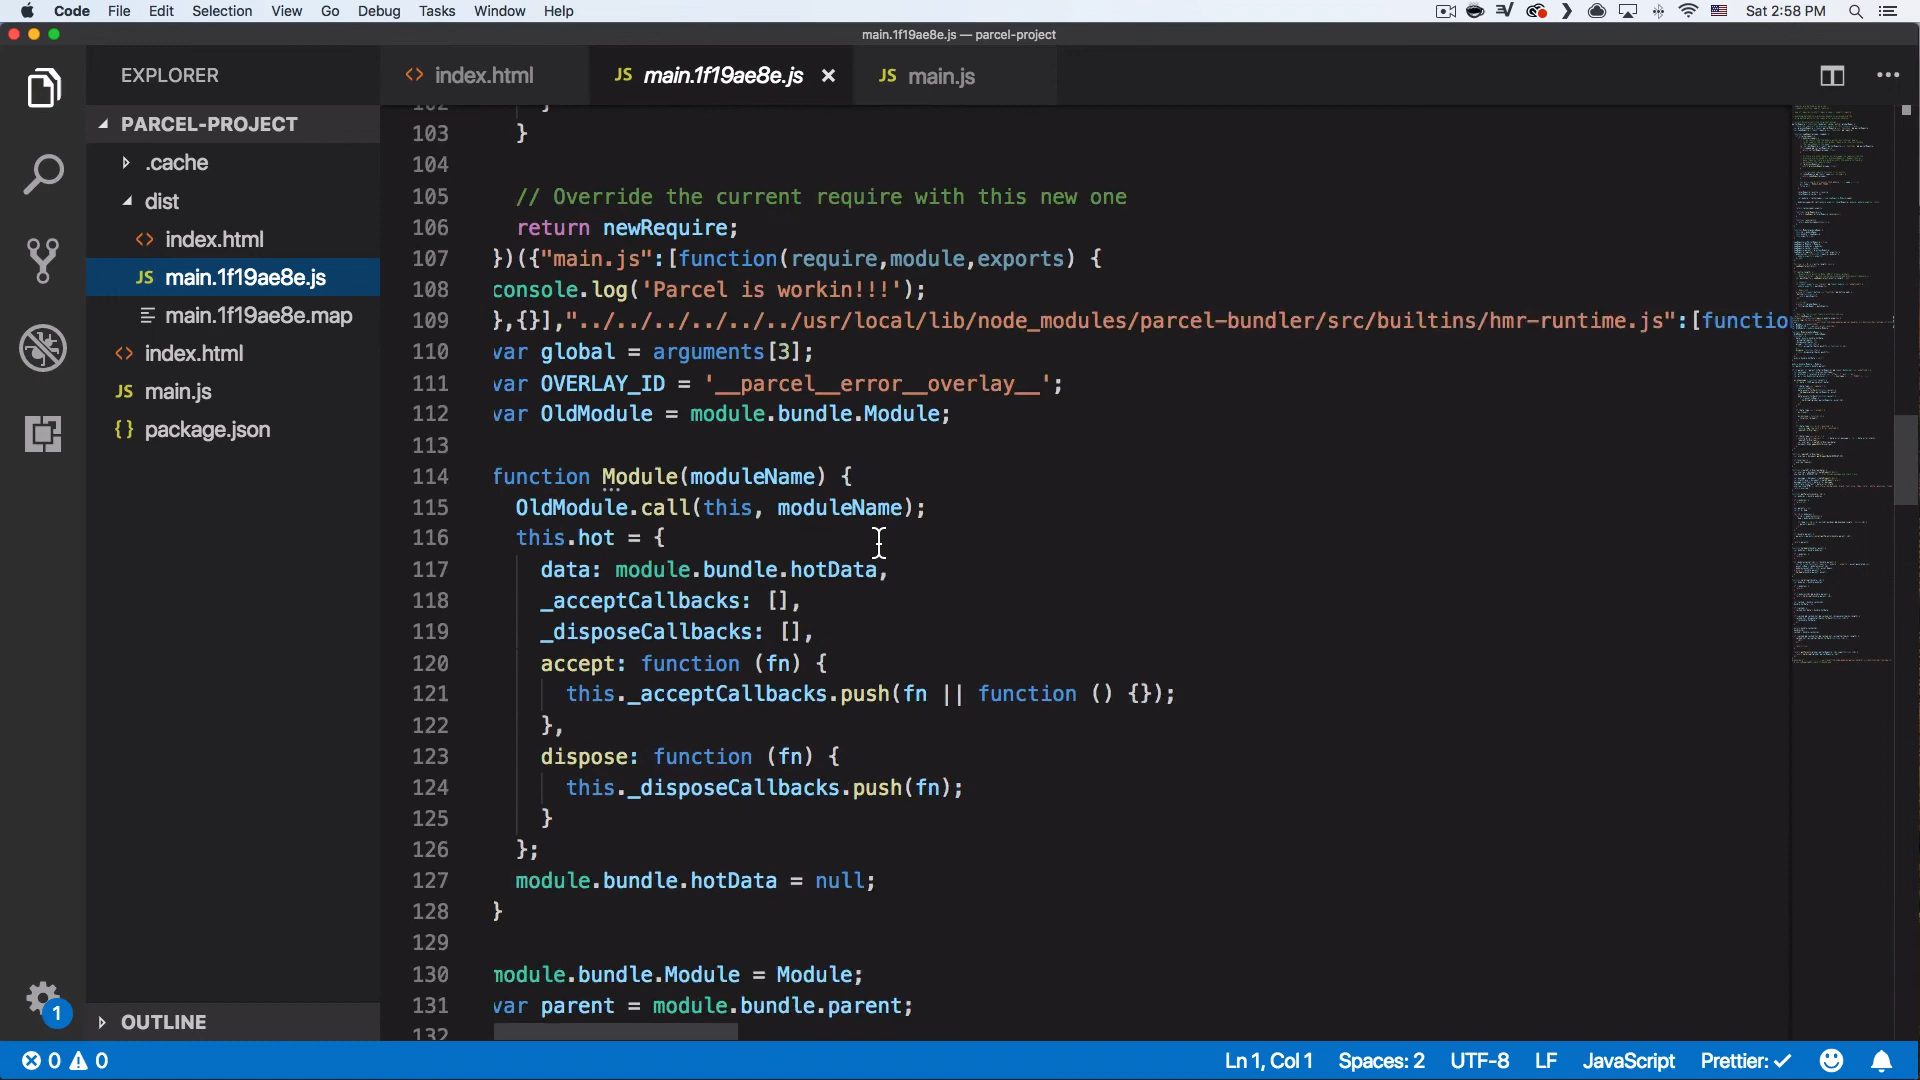 Code File Edit Selection View Go Debug Tasks Window Help
Sat 2:58 PM
main.1f19ae8e.js — parcel-project
EXPLORER
PARCEL-PROJECT
.cache
dist
<> index.html
JS main.1f19ae8e.js
main.1f19ae8e.map
<> index.html
JS main.js
{} package.json
OUTLINE
1
<> index.html
JS main.1f19ae8e.js ×
JS main.js
102 }
103 }
104
105 // Override the current require with this new one
106 return newRequire;
107 })({"main.js":[function(require,module,exports) {
108 console.log('Parcel is workin!!!');
109 },{}],"../../../../../../usr/local/lib/node_modules/parcel-bundler/src/builtins/hmr-runtime.js":[functio
110 var global = arguments[3];
111 var OVERLAY_ID = '__parcel__error__overlay__';
112 var OldModule = module.bundle.Module;
113
114 function Module(moduleName) {
115 OldModule.call(this, moduleName);
116 this.hot = {
117 data: module.bundle.hotData,
118 _acceptCallbacks: [],
119 _disposeCallbacks: [],
120 accept: function (fn) {
121 this._acceptCallbacks.push(fn || function () {});
122 },
123 dispose: function (fn) {
124 this._disposeCallbacks.push(fn);
125 }
126 };
127 module.bundle.hotData = null;
128 }
129
130 module.bundle.Module = Module;
131 var parent = module.bundle.parent;
132
0 0
Ln 1, Col 1 Spaces: 2 UTF-8 LF JavaScript Prettier: ✓